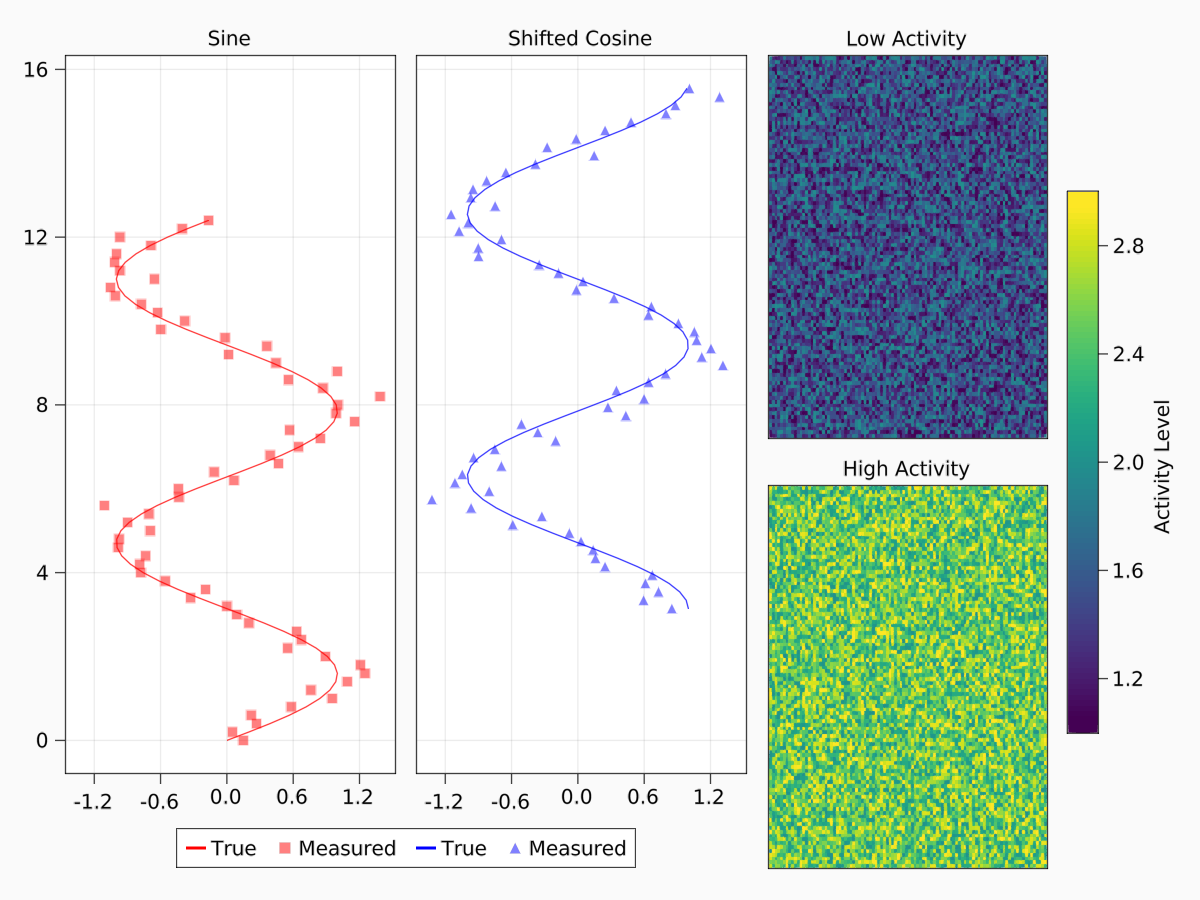 Sine
Shifted Cosine
Low Activity
16
12
8
4
0
-1.2 -0.6 0.0 0.6 1.2
-1.2 -0.6 0.0 0.6 1.2
High Activity
2.8
2.4
2.0
1.6
1.2
Activity Level
True Measured True Measured